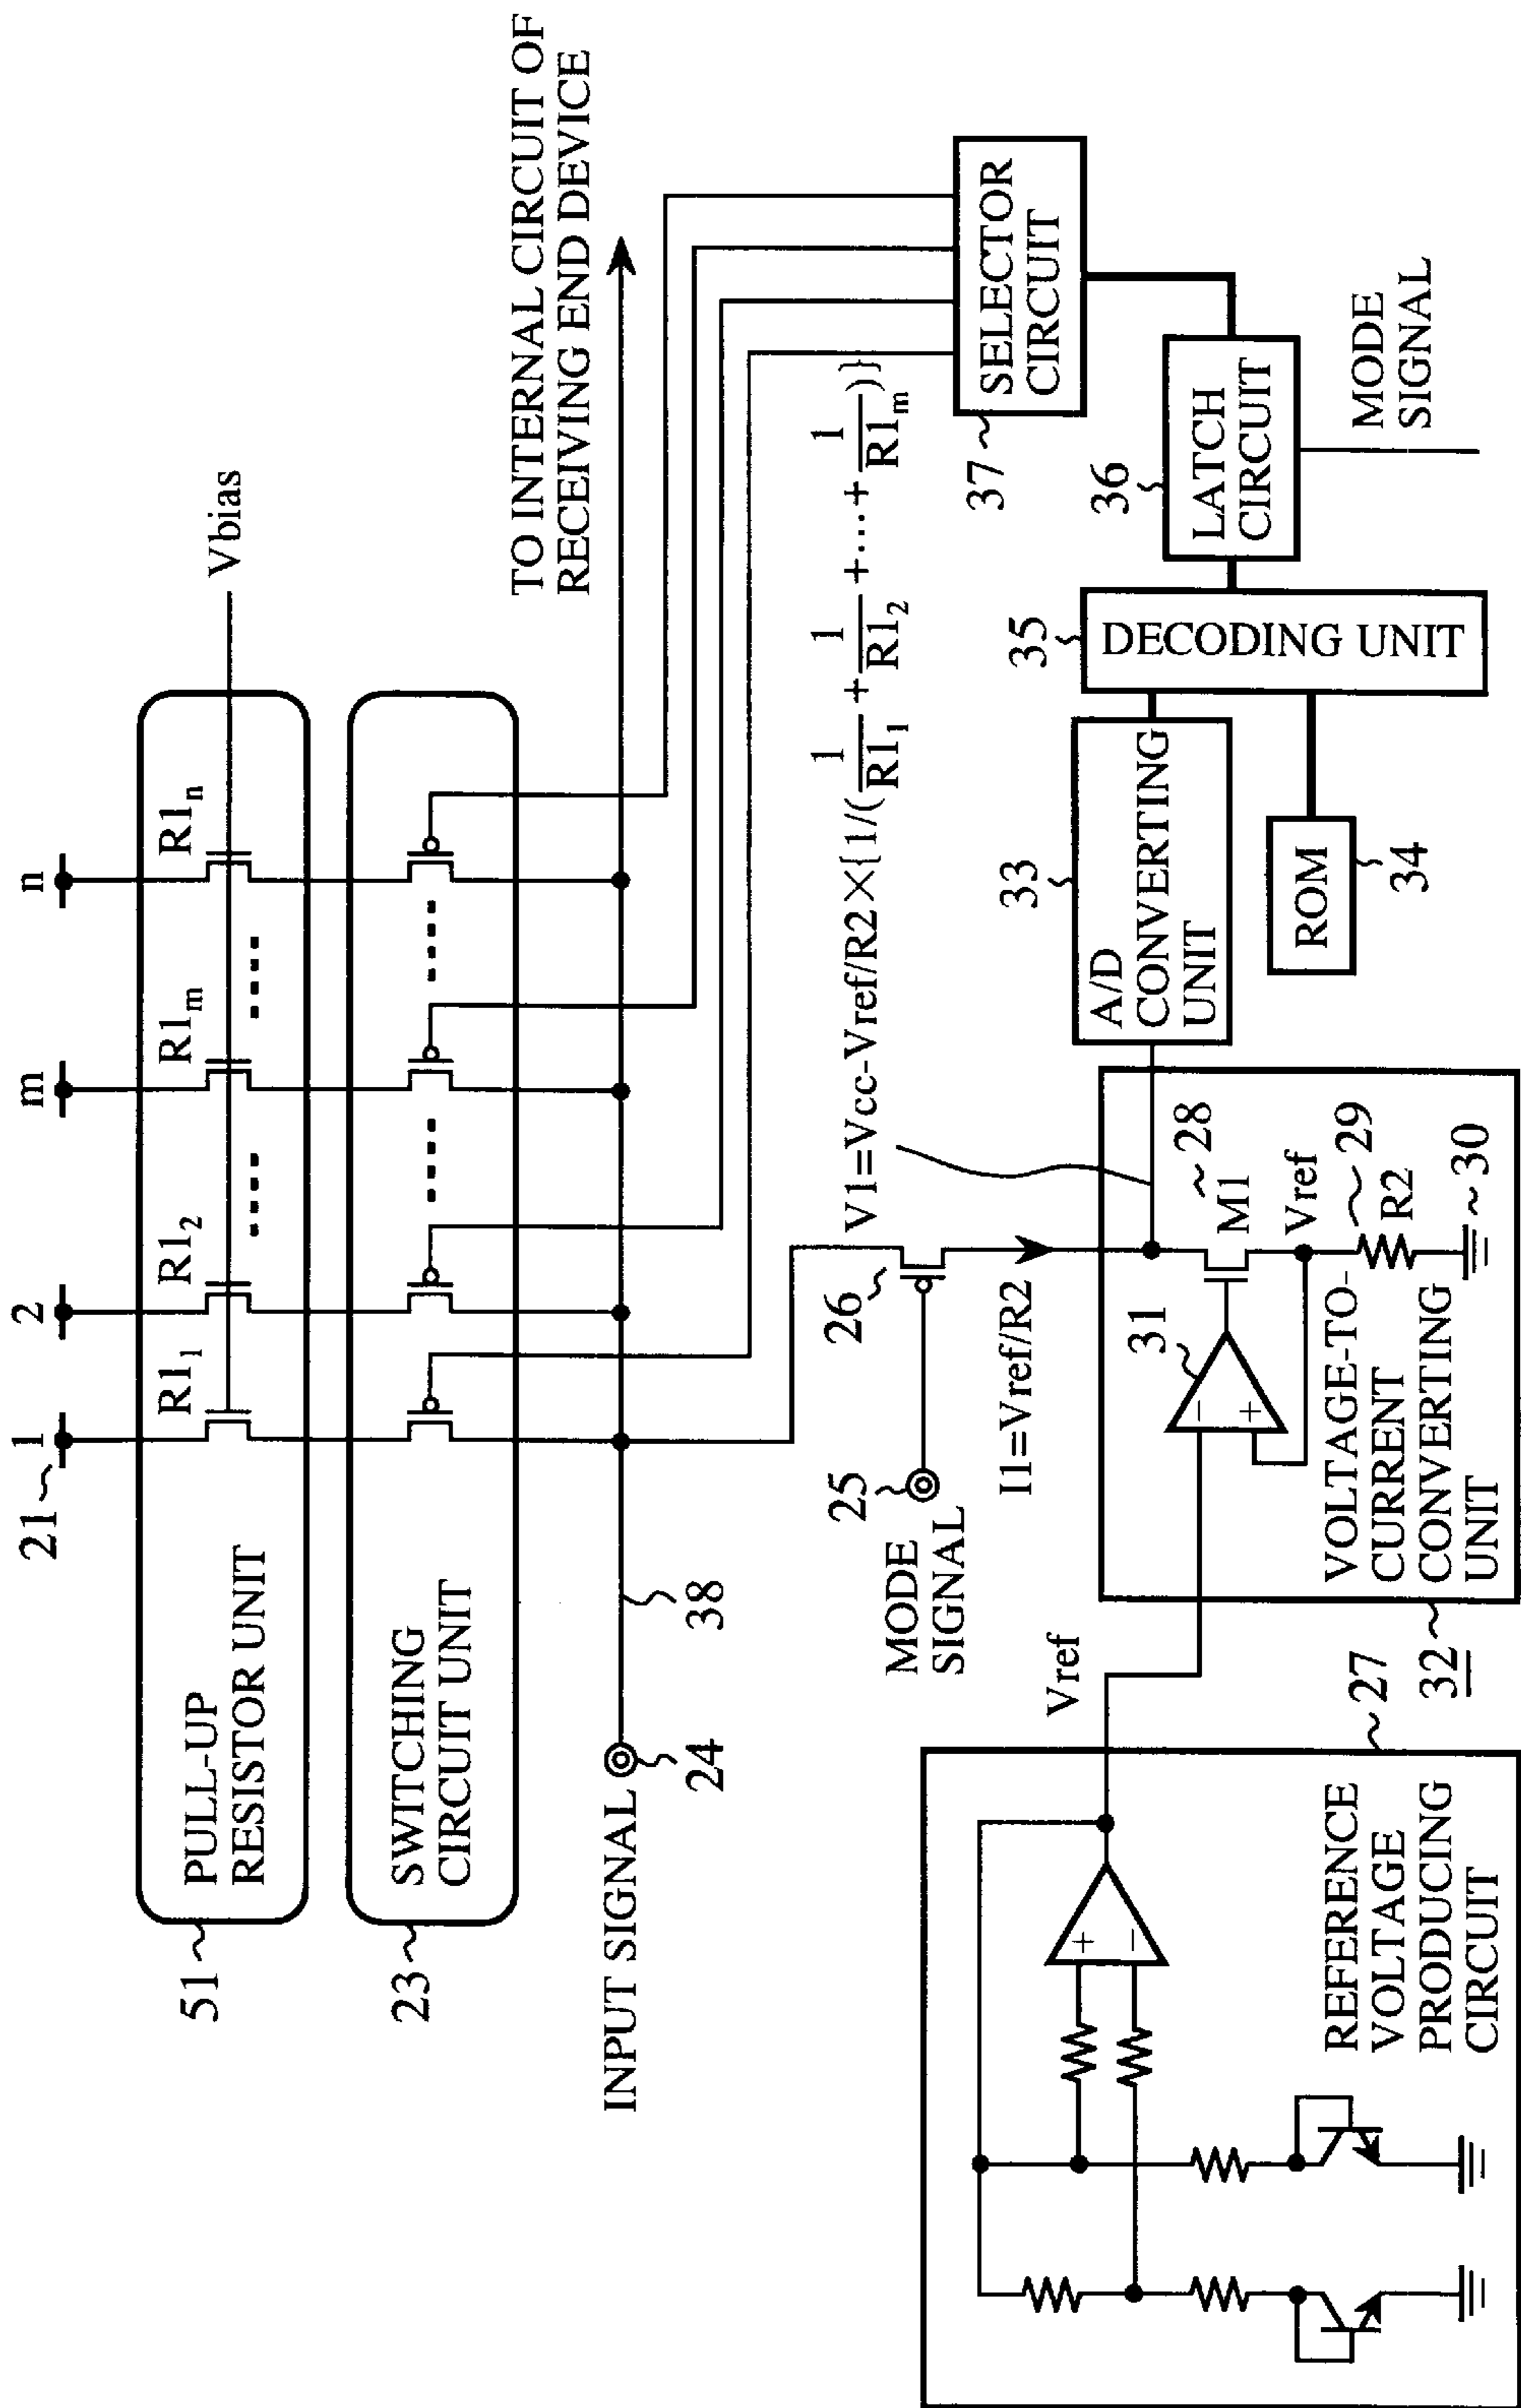 21
1
2
m
n
R1₁
R1₂
R1ₘ
R1ₙ
Vbias
51
PULL-UP
RESISTOR UNIT
23
SWITCHING
CIRCUIT UNIT
TO INTERNAL CIRCUIT OF
RECEIVING END DEVICE
INPUT SIGNAL
24
38
25
MODE
SIGNAL
26
I1=Vref/R2
V1=Vcc-Vref/R2×{1/(1/R1₁+1/R1₂+...+1/R1ₘ)}
37
SELECTOR
CIRCUIT
36
LATCH
CIRCUIT
MODE
SIGNAL
35
DECODING UNIT
33
A/D
CONVERTING
UNIT
ROM
34
Vref
31
−
+
28
M1
Vref
29
R2
30
VOLTAGE-TO-
CURRENT
CONVERTING
UNIT
32
27
+
−
REFERENCE
VOLTAGE
PRODUCING
CIRCUIT